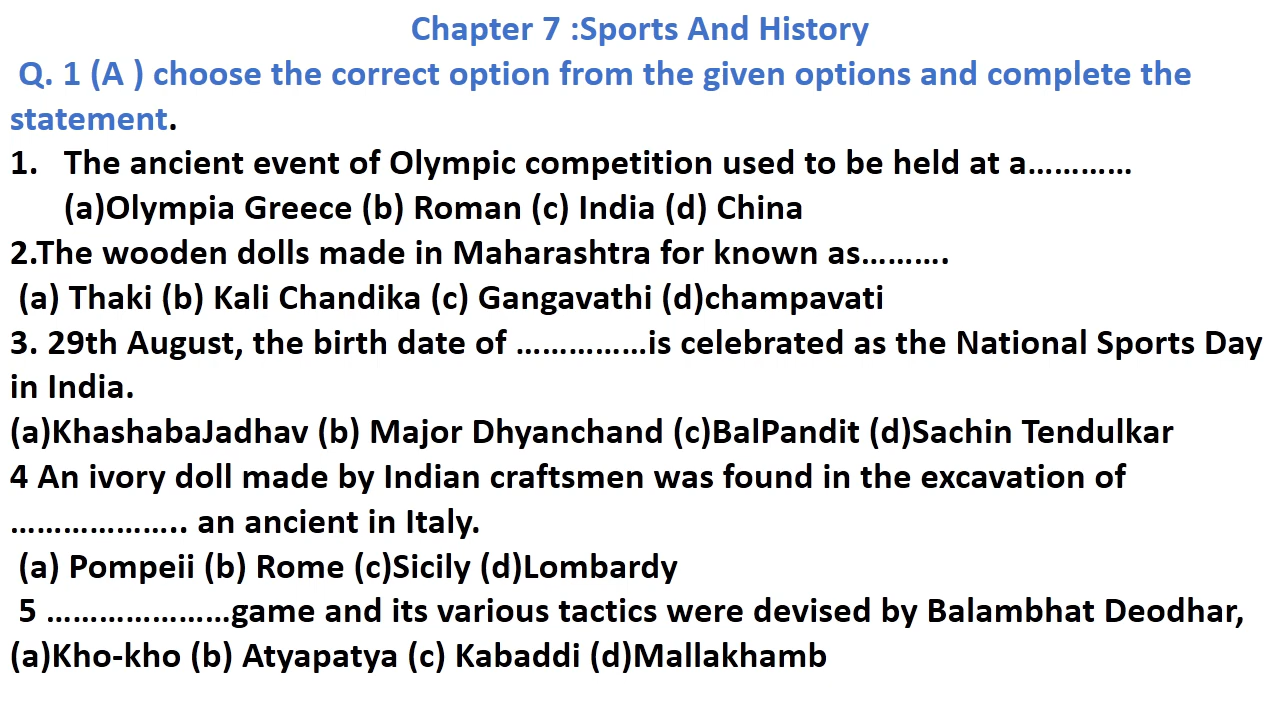 Chapter 7 :Sports And History
Q. 1 (A ) choose the correct option from the given options and complete the
statement.
1. The ancient event of Olympic competition used to be held at a…………
(a)Olympia Greece (b) Roman (c) India (d) China
2.The wooden dolls made in Maharashtra for known as……….
(a) Thaki (b) Kali Chandika (c) Gangavathi (d)champavati
3. 29th August, the birth date of ……………is celebrated as the National Sports Day
in India.
(a)KhashabaJadhav (b) Major Dhyanchand (c)BalPandit (d)Sachin Tendulkar
4 An ivory doll made by Indian craftsmen was found in the excavation of
……………….. an ancient in Italy.
(a) Pompeii (b) Rome (c)Sicily (d)Lombardy
5 …………………game and its various tactics were devised by Balambhat Deodhar,
(a)Kho-kho (b) Atyapatya (c) Kabaddi (d)Mallakhamb